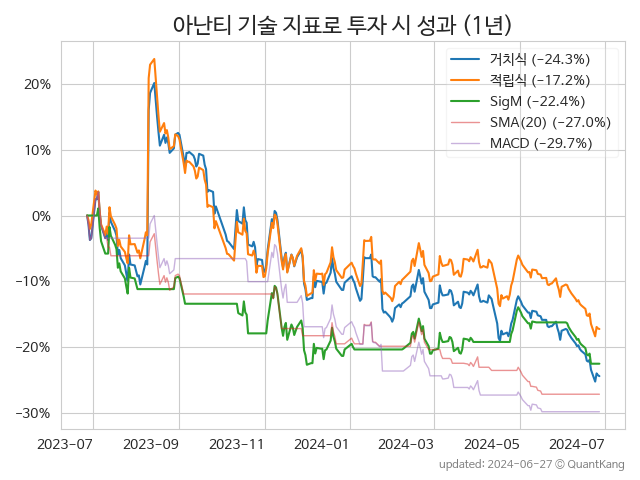 아난티 기술 지표로 투자 시 성과 (1년)
거치식 (−24.3%)
적립식 (−17.2%)
SigM (−22.4%)
SMA(20) (−27.0%)
MACD (−29.7%)
20%
10%
0%
−10%
−20%
−30%
2023-07 2023-09 2023-11 2024-01 2024-03 2024-05 2024-07
updated: 2024-06-27 © QuantKang